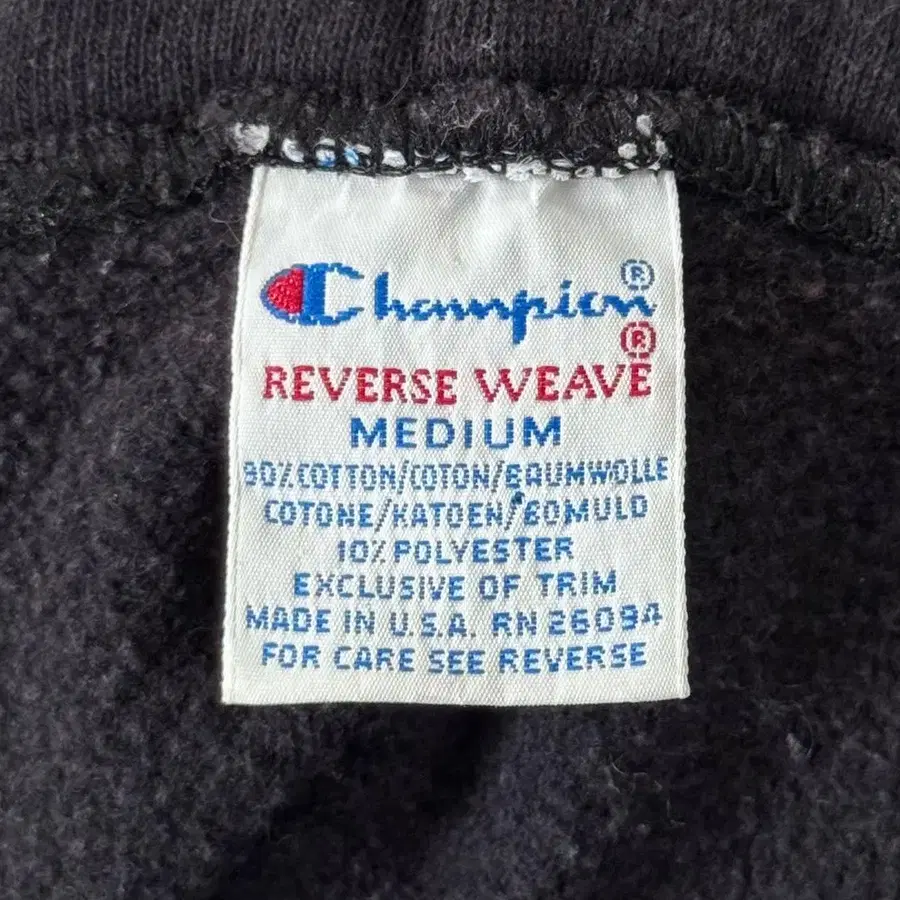 Champion®
REVERSE WEAVE®
MEDIUM
90% COTTON/COTON/BAUMWOLLE
COTONE/KATOEN/BOMULD
10% POLYESTER
EXCLUSIVE OF TRIM
MADE IN U.S.A. RN 26094
FOR CARE SEE REVERSE